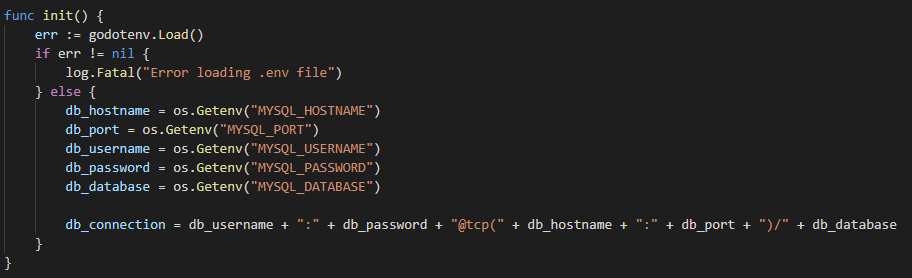 func init() {
    err := godotenv.Load()
    if err != nil {
        log.Fatal("Error loading .env file")
    } else {
        db_hostname = os.Getenv("MYSQL_HOSTNAME")
        db_port = os.Getenv("MYSQL_PORT")
        db_username = os.Getenv("MYSQL_USERNAME")
        db_password = os.Getenv("MYSQL_PASSWORD")
        db_database = os.Getenv("MYSQL_DATABASE")

        db_connection = db_username + ":" + db_password + "@tcp(" + db_hostname + ":" + db_port + ")/" + db_database
    }
}